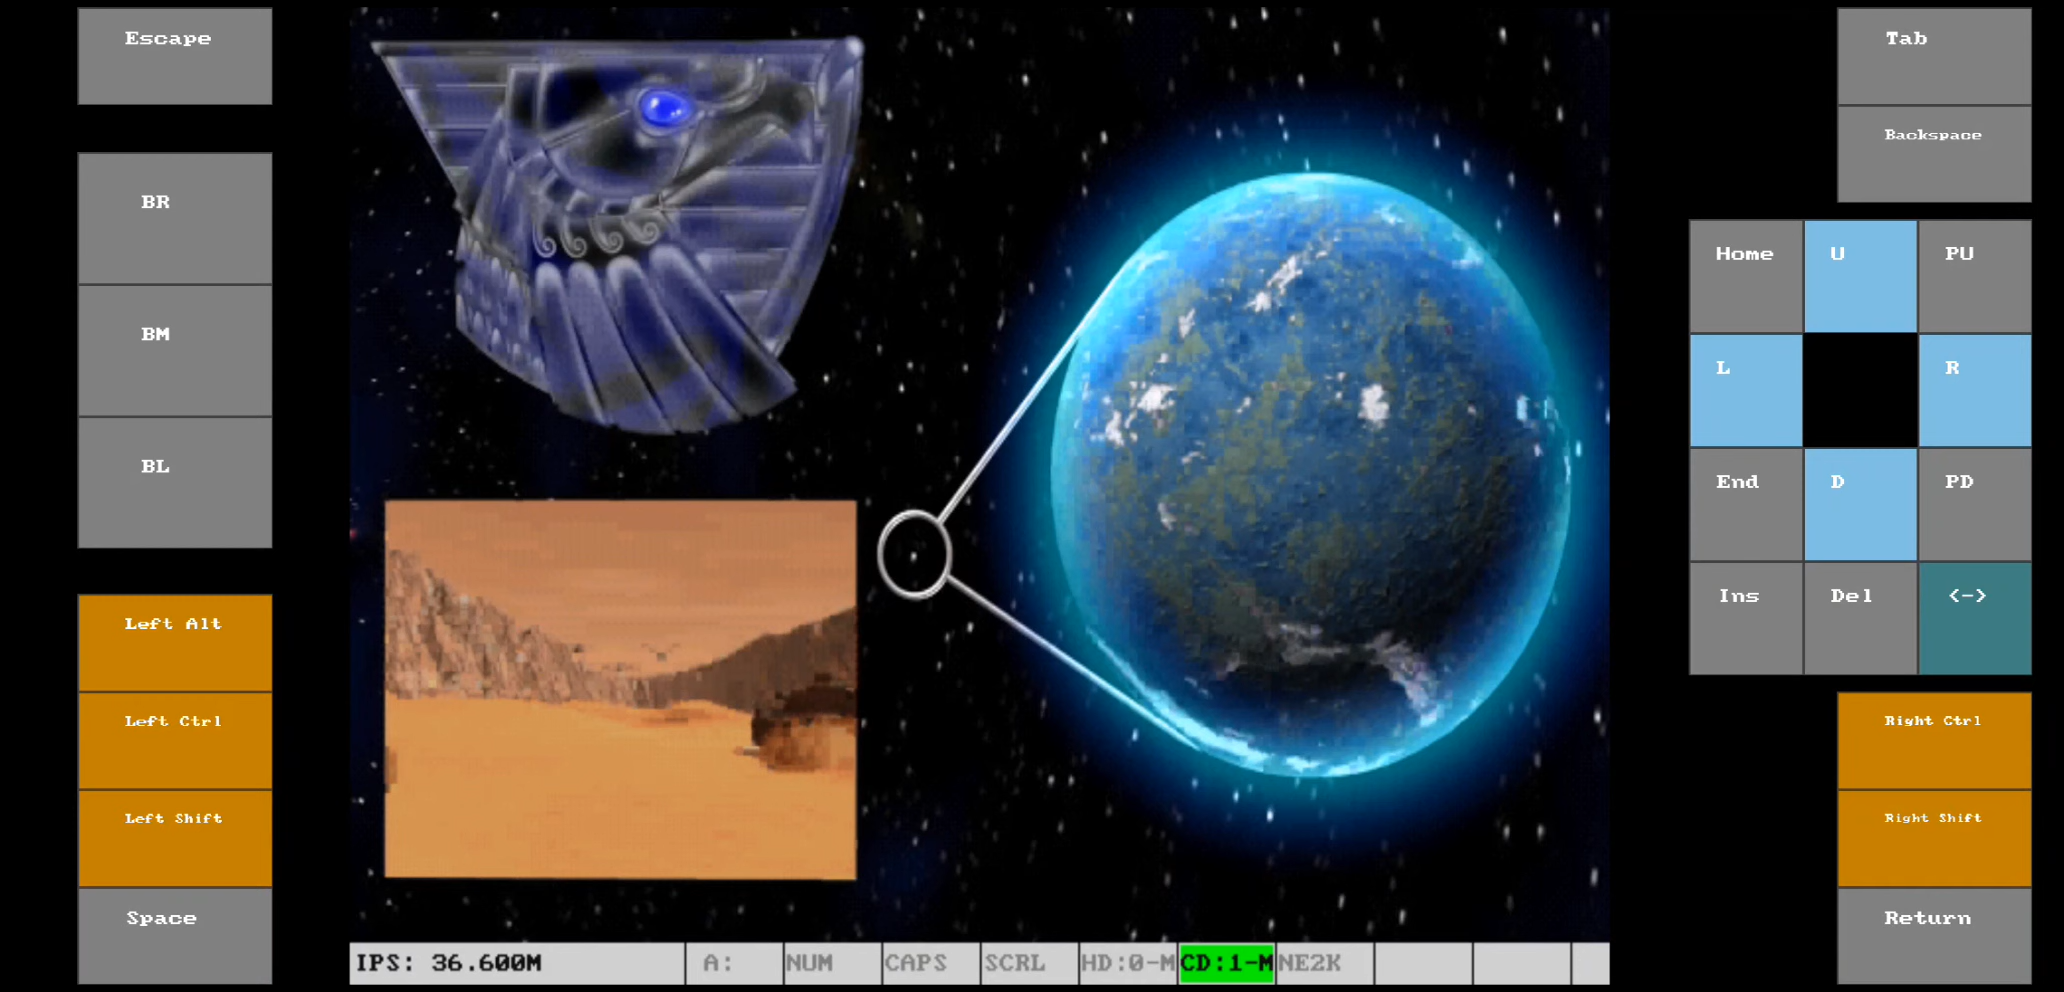 Escape
BR
BM
BL
Left Alt
Left Ctrl
Left Shift
Space
Tab
Backspace
Home U PU
L R
End D PD
Ins Del <->
Right Ctrl
Right Shift
Return
IPS: 36.600M A: NUM CAPS SCRL HD:0-M CD:1-M NE2K